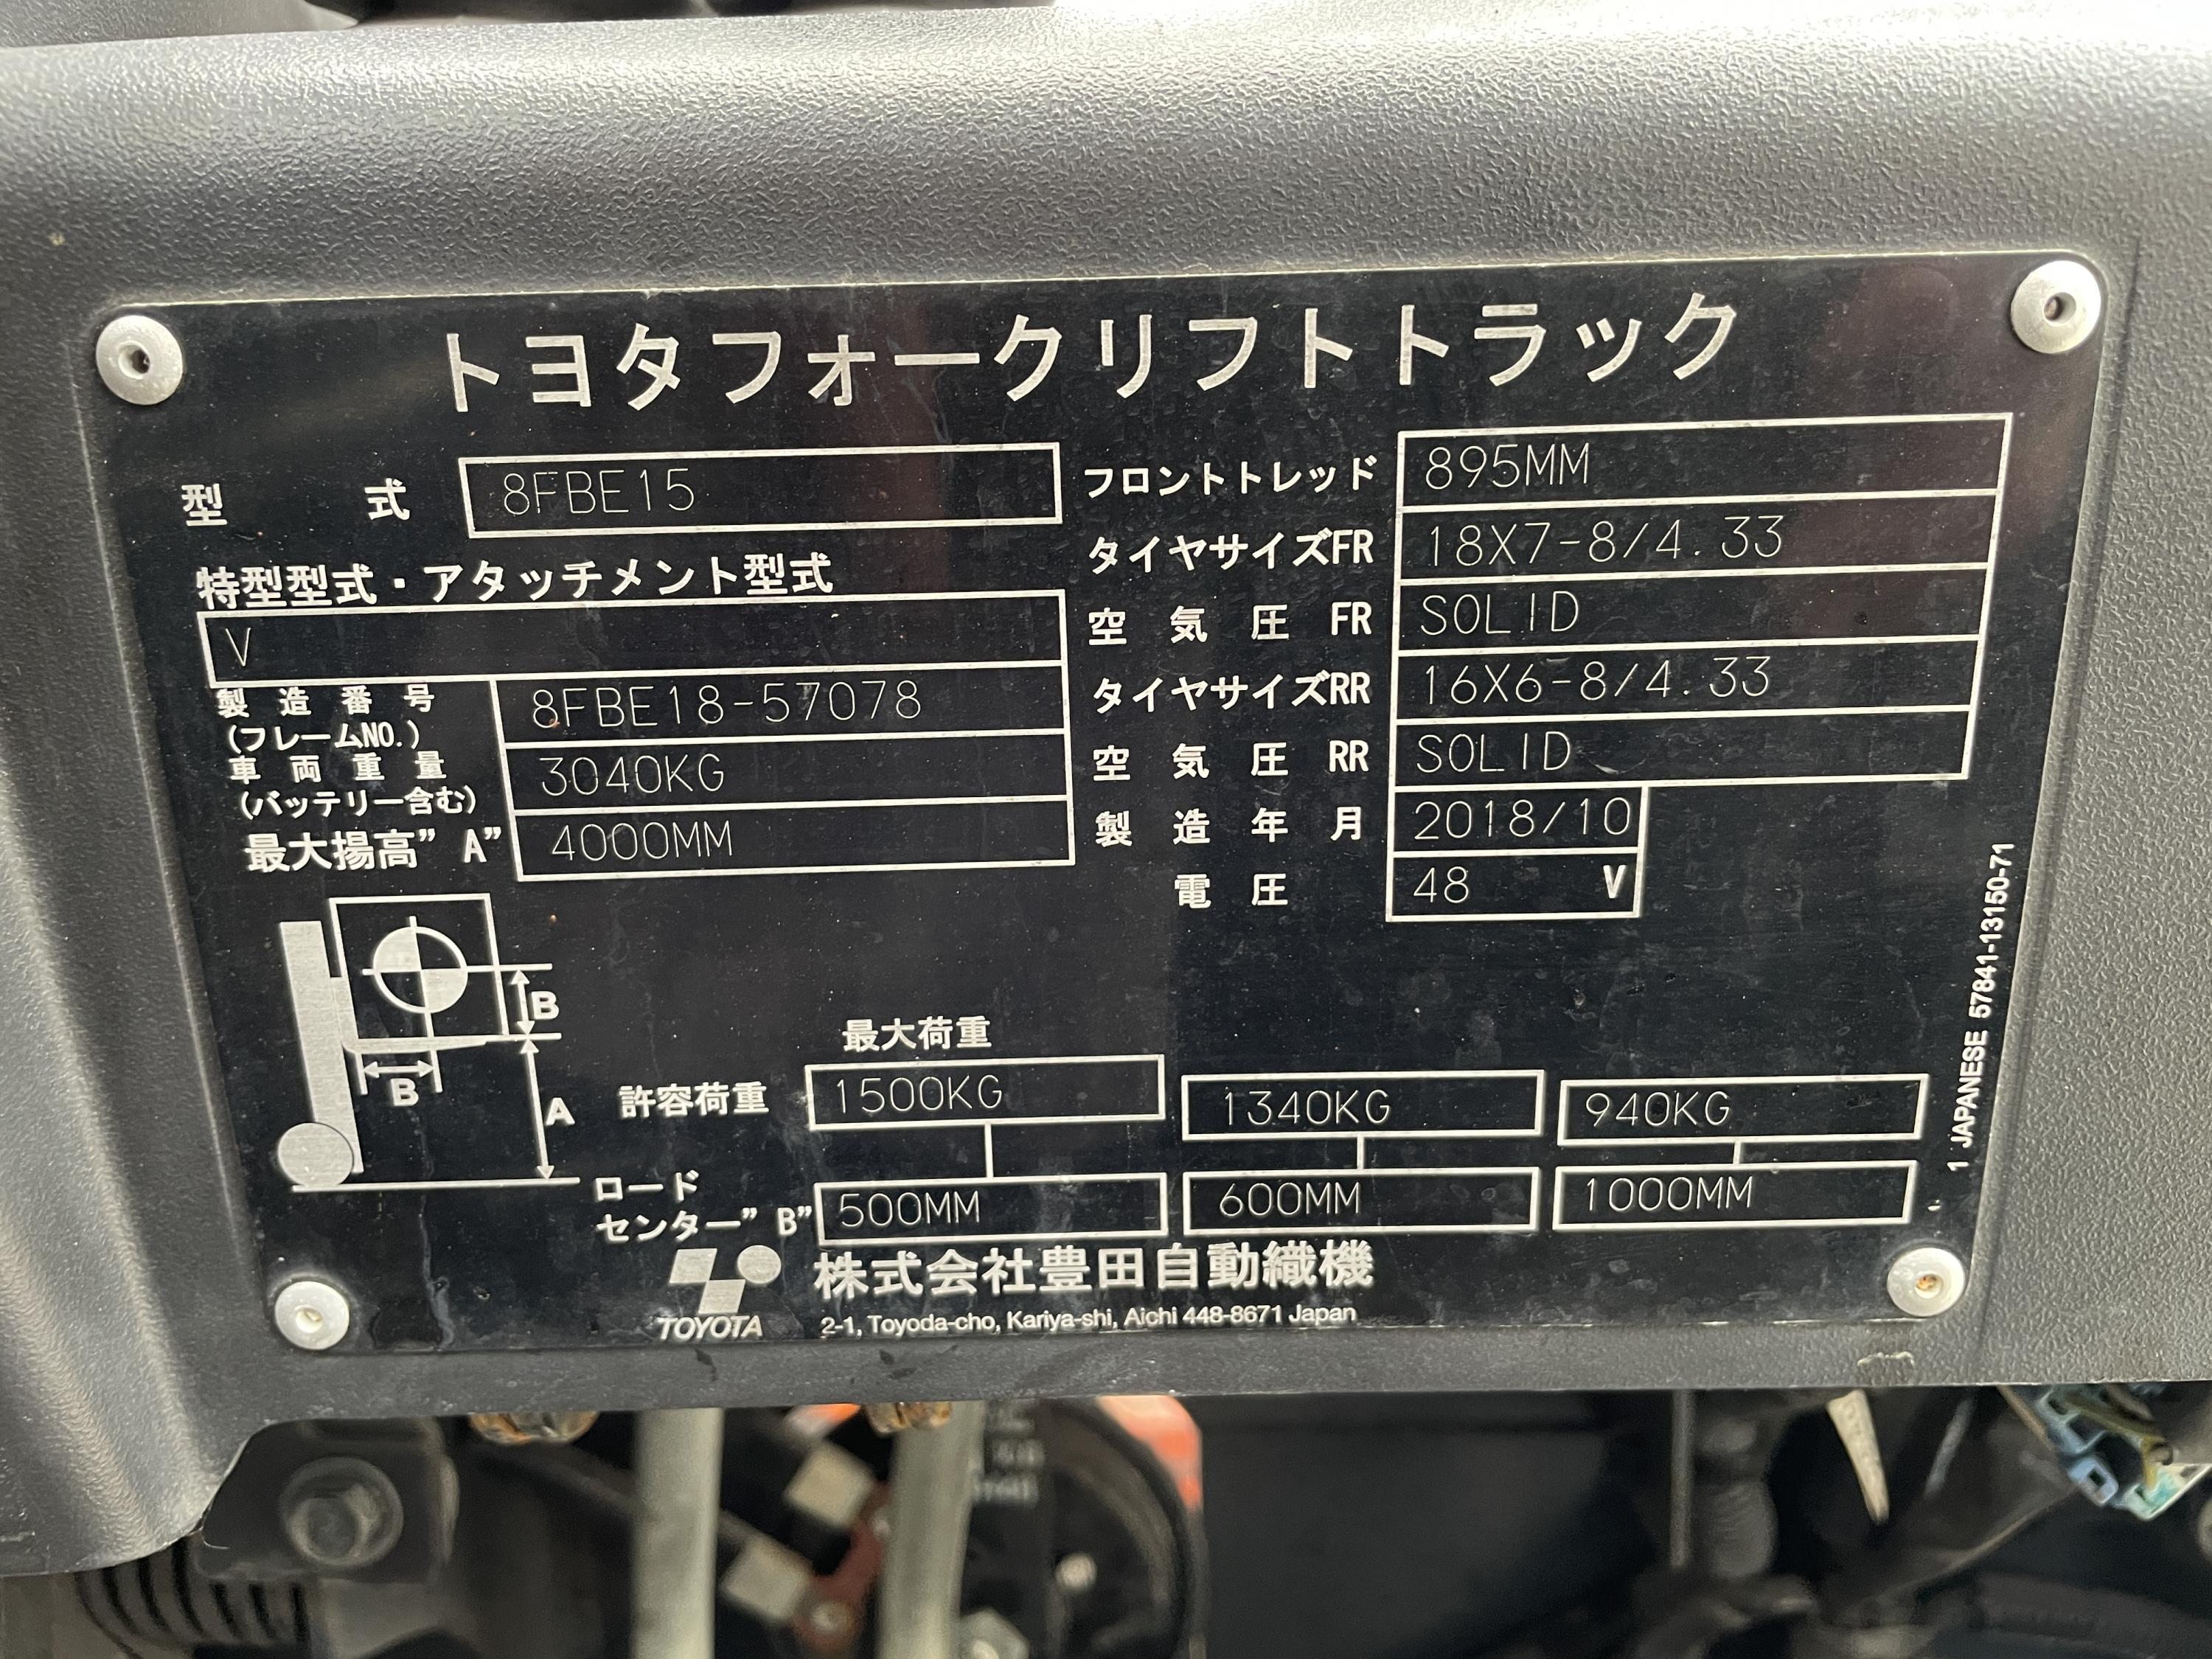 トヨタフォークリフトトラック
型 式 8FBE15
特型型式・アタッチメント型式
V
製造番号 8FBE18-57078
(フレームNO.)
車両重量 3040KG
(バッテリー含む)
最大揚高"A" 4000MM
フロントトレッド 895MM
タイヤサイズFR 18X7-8/4.33
空気圧 FR SOLID
タイヤサイズRR 16X6-8/4.33
空気圧 RR SOLID
製造年月 2018/10
電圧 48 V
B
B
A
最大荷重
許容荷重 1500KG 1340KG 940KG
ロード
センター"B" 500MM 600MM 1000MM
TOYOTA
株式会社豊田自動織機
2-1, Toyoda-cho, Kariya-shi, Aichi 448-8671 Japan
1 JAPANESE 57841-13150-71